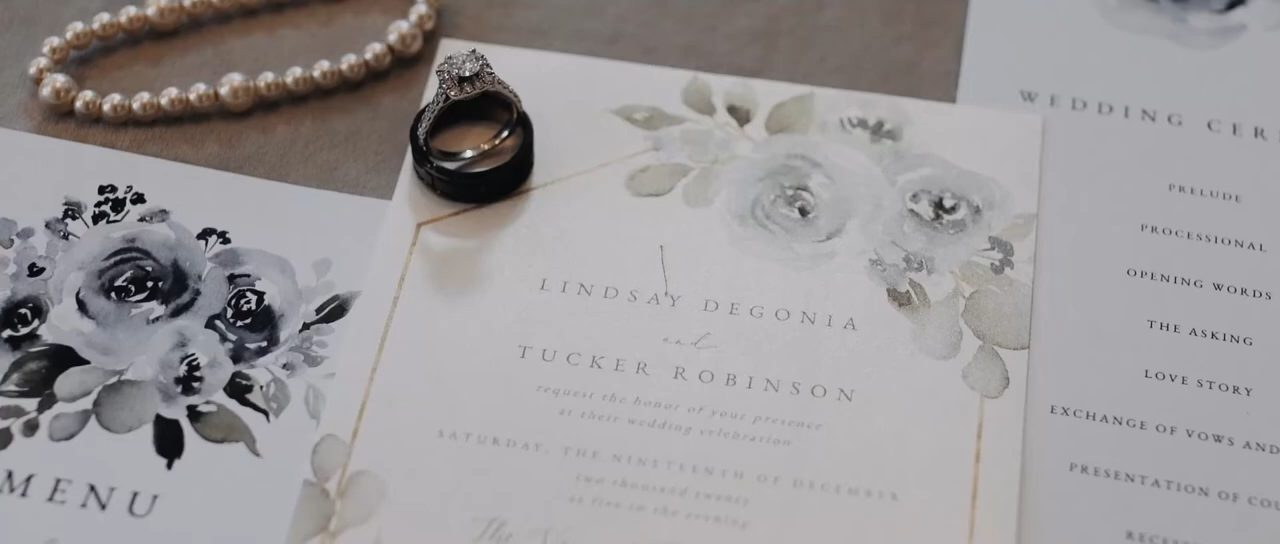 MENU
LINDSAY DEGONIA
and
TUCKER ROBINSON
request the honor of your presence
at their wedding celebration
SATURDAY, THE NINETEENTH OF DECEMBER
two thousand twenty
at five in the evening
The
WEDDING CER
PRELUDE
PROCESSIONAL
OPENING WORDS
THE ASKING
LOVE STORY
EXCHANGE OF VOWS AND
PRESENTATION OF COU